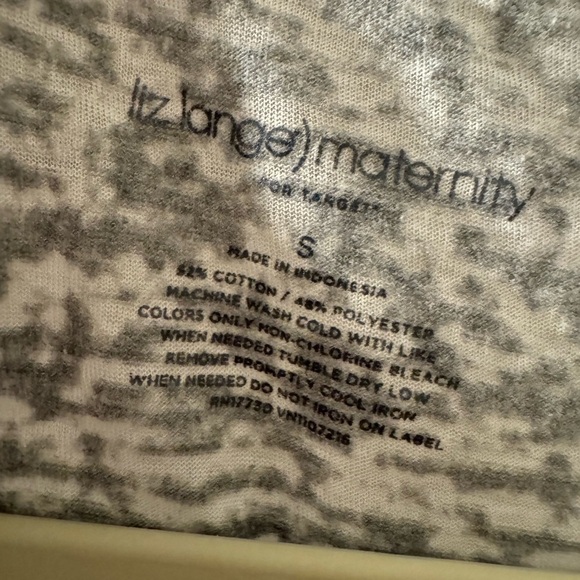 liz lange) maternity
FOR TARGET
S
MADE IN INDONESIA
52% COTTON / 48% POLYESTER
MACHINE WASH COLD WITH LIKE
COLORS ONLY NON-CHLORINE BLEACH
WHEN NEEDED TUMBLE DRY LOW
REMOVE PROMPTLY COOL IRON
WHEN NEEDED DO NOT IRON ON LABEL
RN17730 VN1107216